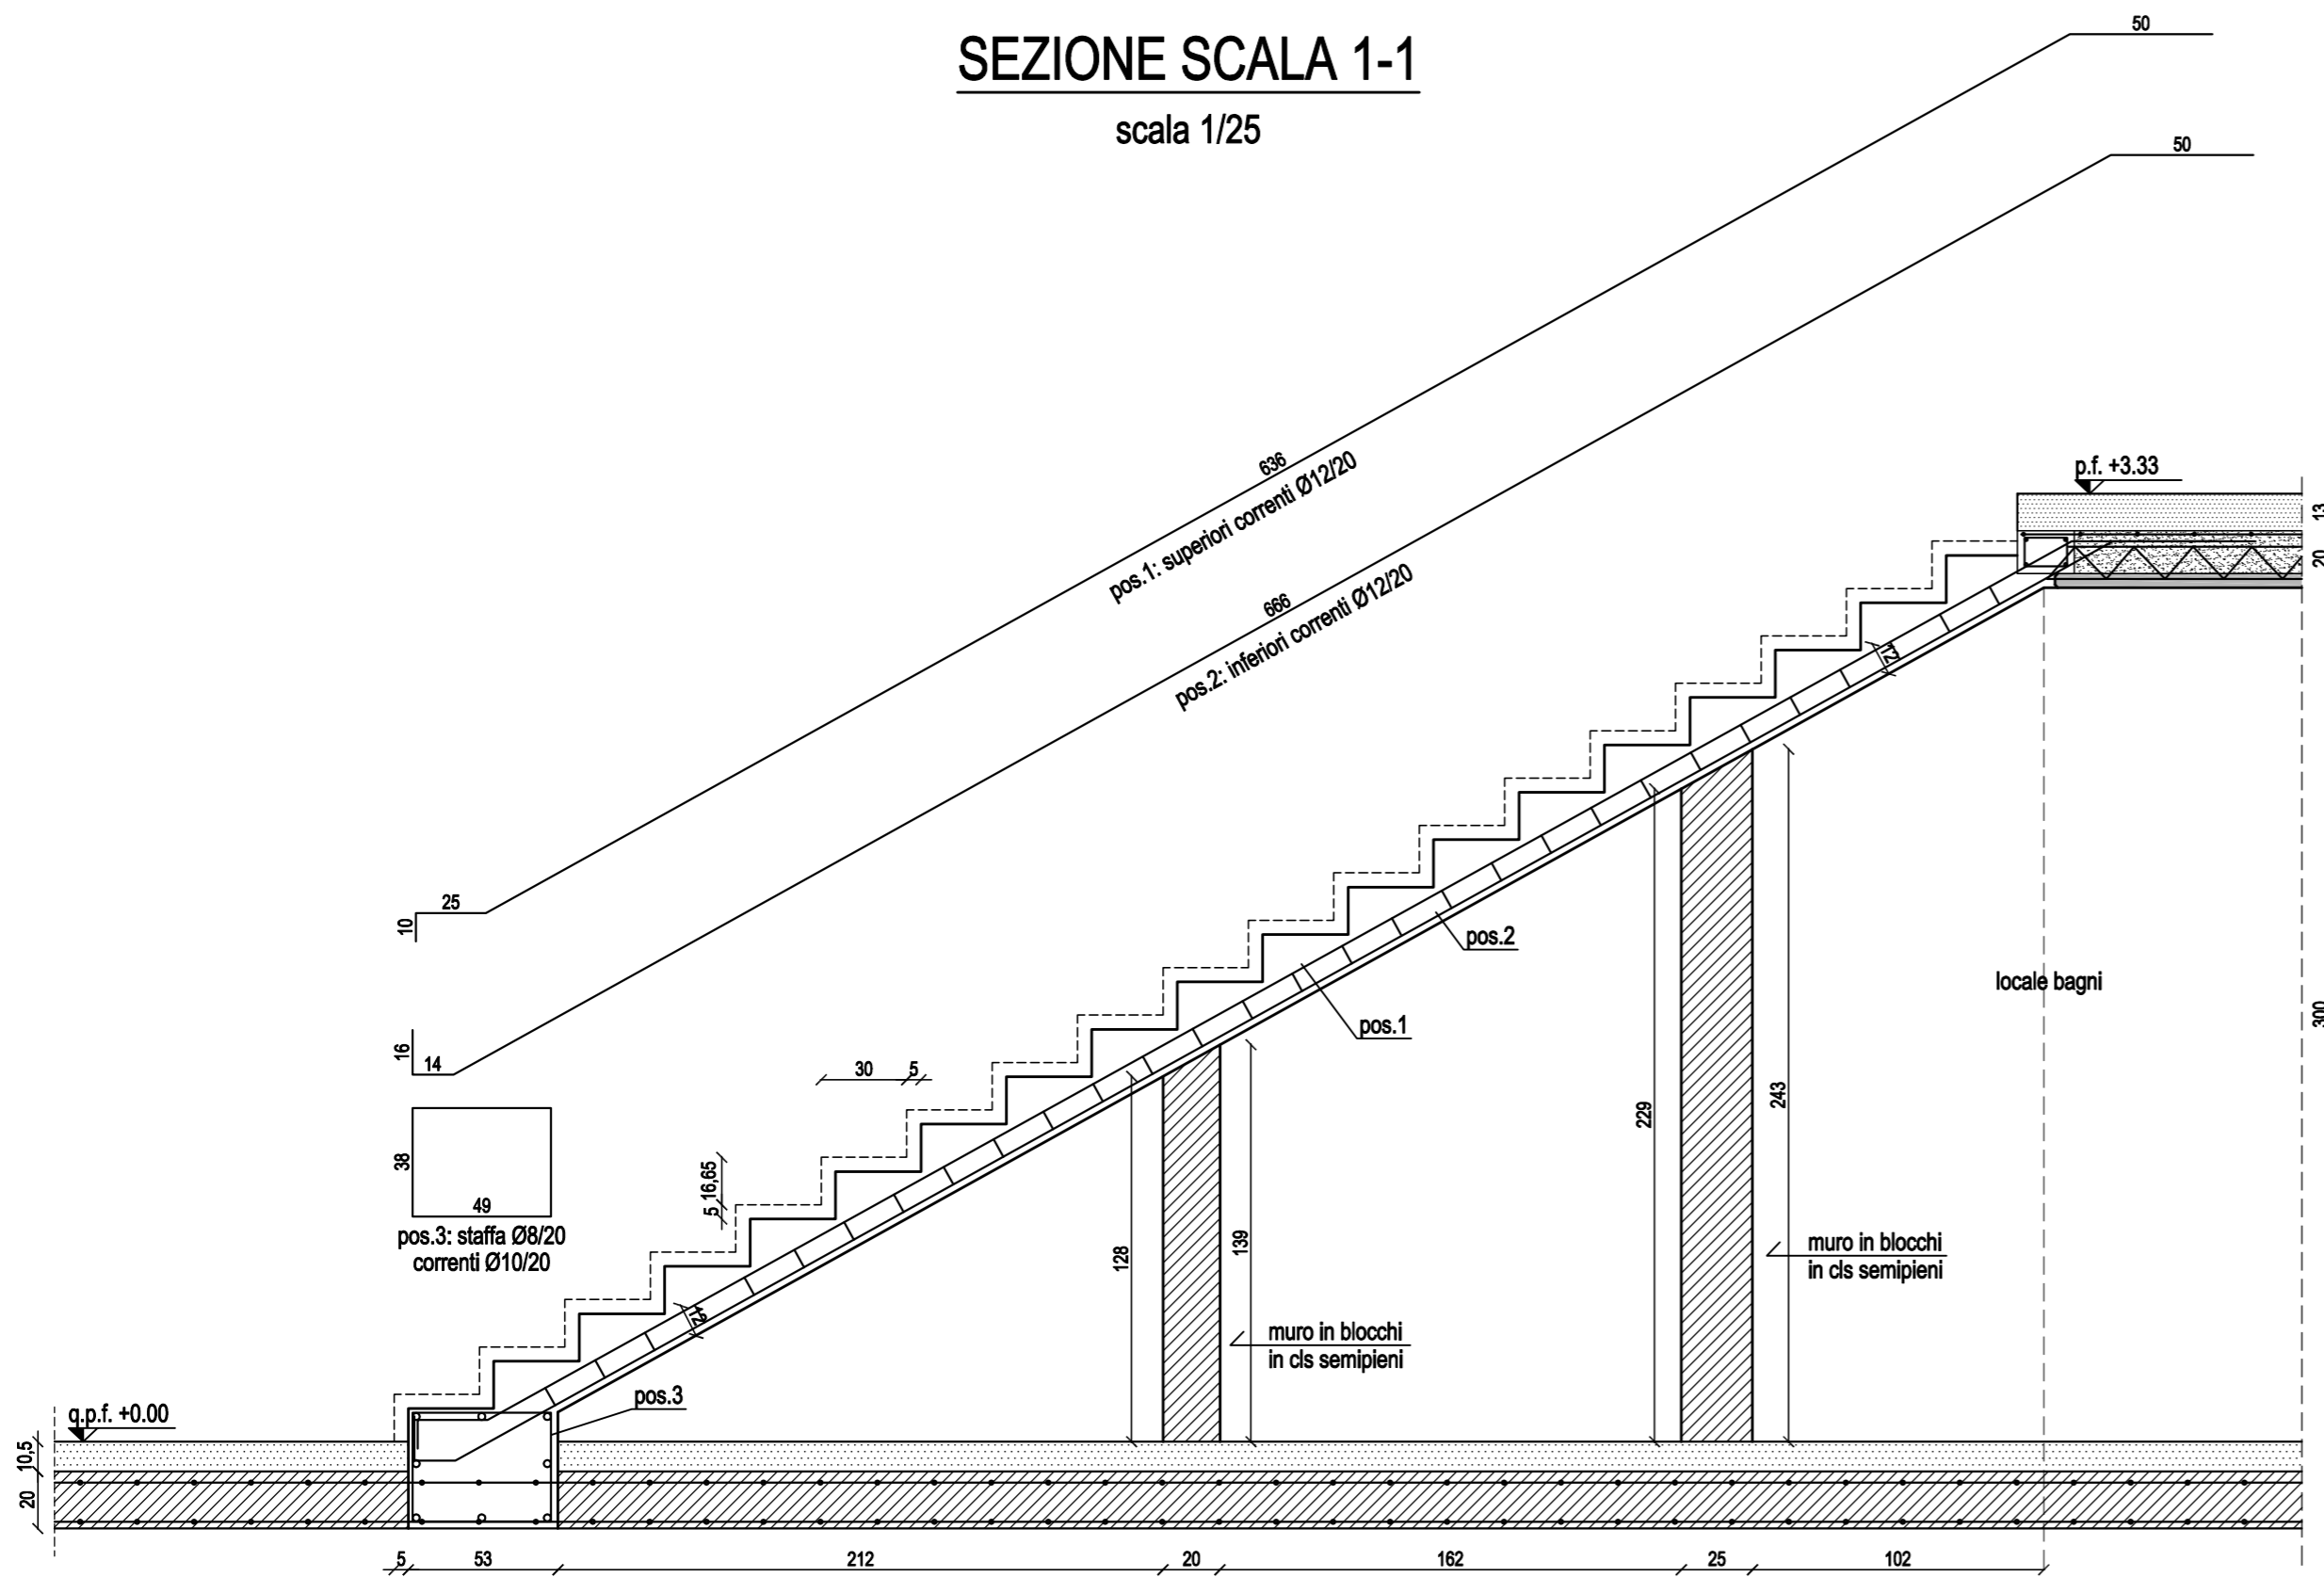 SEZIONE SCALA 1-1
scala 1/25
50
50
636
pos.1: superiori correnti Ø12/20
666
pos.2: inferiori correnti Ø12/20
25
10
16
14
38
49
pos.3: staffa Ø8/20
correnti Ø10/20
30
5
16,65
5
12
12
p.f. +3.33
13
20
300
pos.2
pos.1
pos.3
locale bagni
128
139
229
243
muro in blocchi
in cls semipieni
muro in blocchi
in cls semipieni
q.p.f. +0.00
10,5
20
5
53
212
20
162
25
102